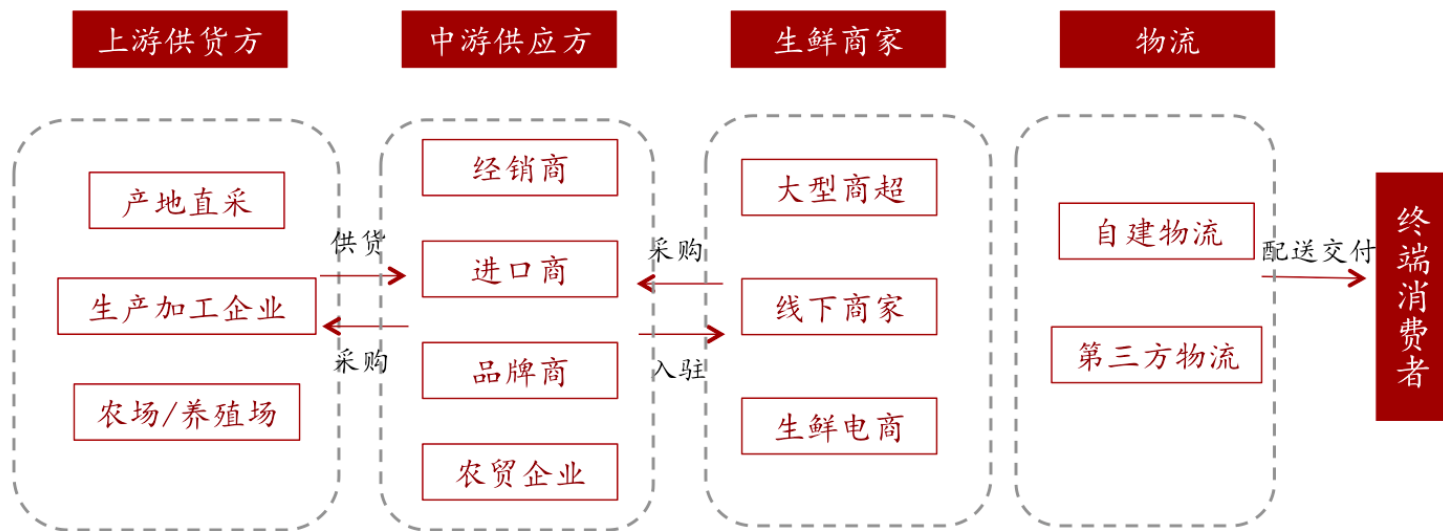 上游供货方
中游供应方
生鲜商家
物流
产地直采
生产加工企业
农场/养殖场
供货
采购
经销商
进口商
品牌商
农贸企业
采购
入驻
大型商超
线下商家
生鲜电商
自建物流
第三方物流
配送交付
终端消费者